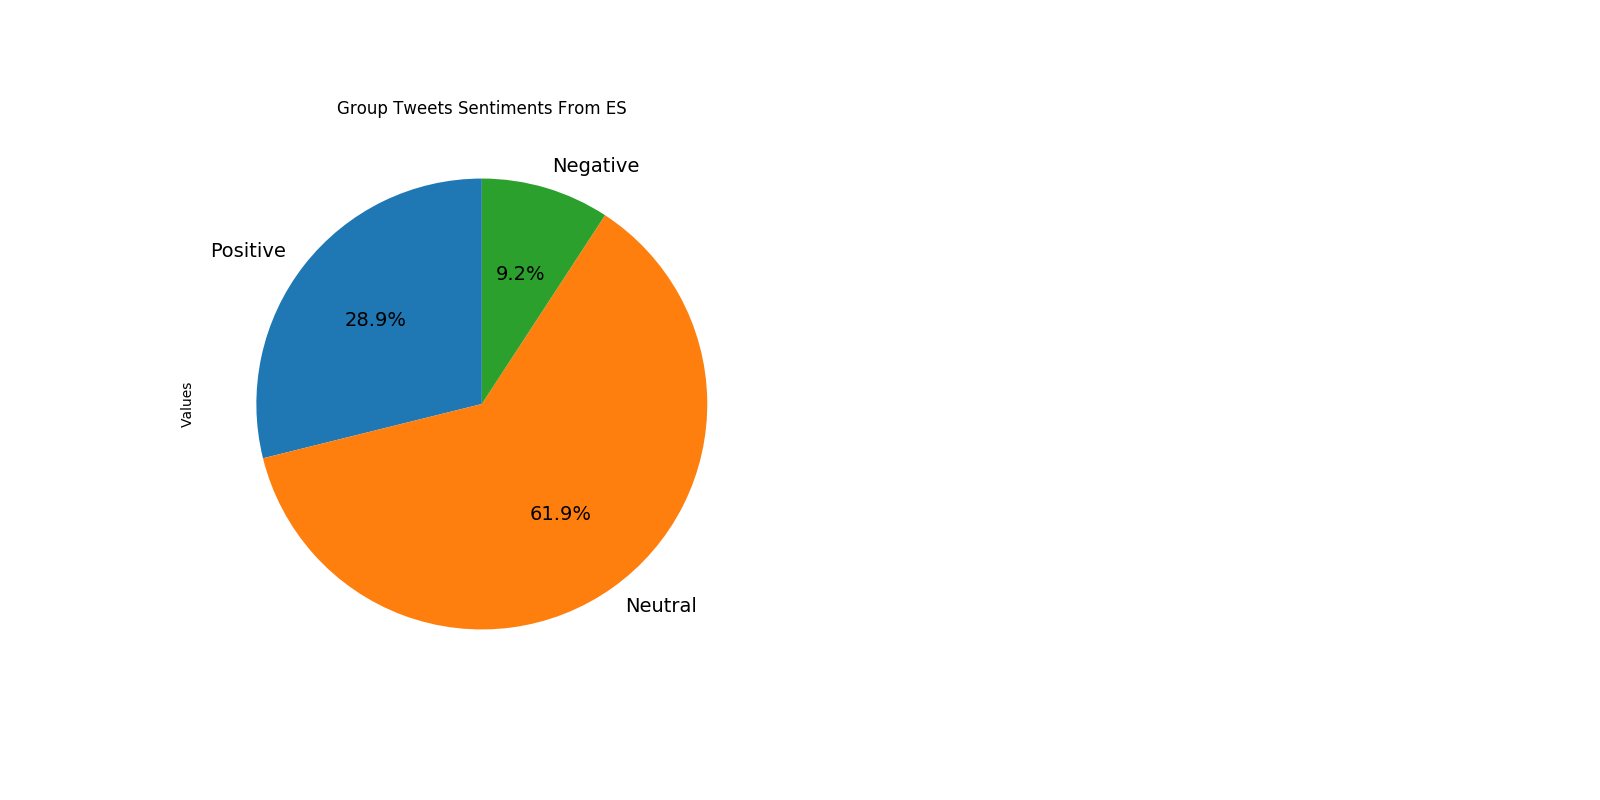 Group Tweets Sentiments From ES
Negative
Positive
9.2%
28.9%
Values
61.9%
Neutral